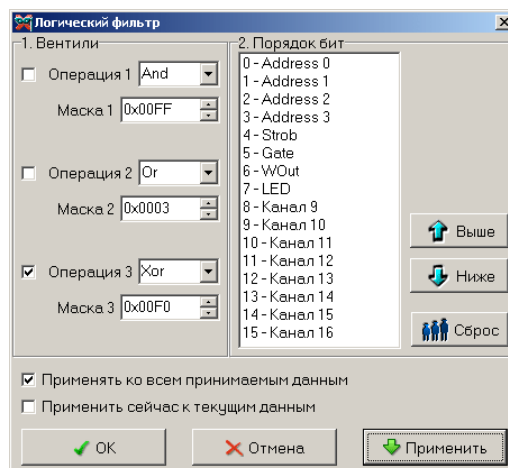 Логический фильтр
1. Вентили
Операция 1 And
Маска 1 0x00FF
Операция 2 Or
Маска 2 0x0003
Операция 3 Xor
Маска 3 0x00F0
2. Порядок бит
0 - Address 0
1 - Address 1
2 - Address 2
3 - Address 3
4 - Strob
5 - Gate
6 - WOut
7 - LED
8 - Канал 9
9 - Канал 10
10 - Канал 11
11 - Канал 12
12 - Канал 13
13 - Канал 14
14 - Канал 15
15 - Канал 16
Выше
Ниже
Сброс
Применять ко всем принимаемым данным
Применить сейчас к текущим данным
OK
Отмена
Применить